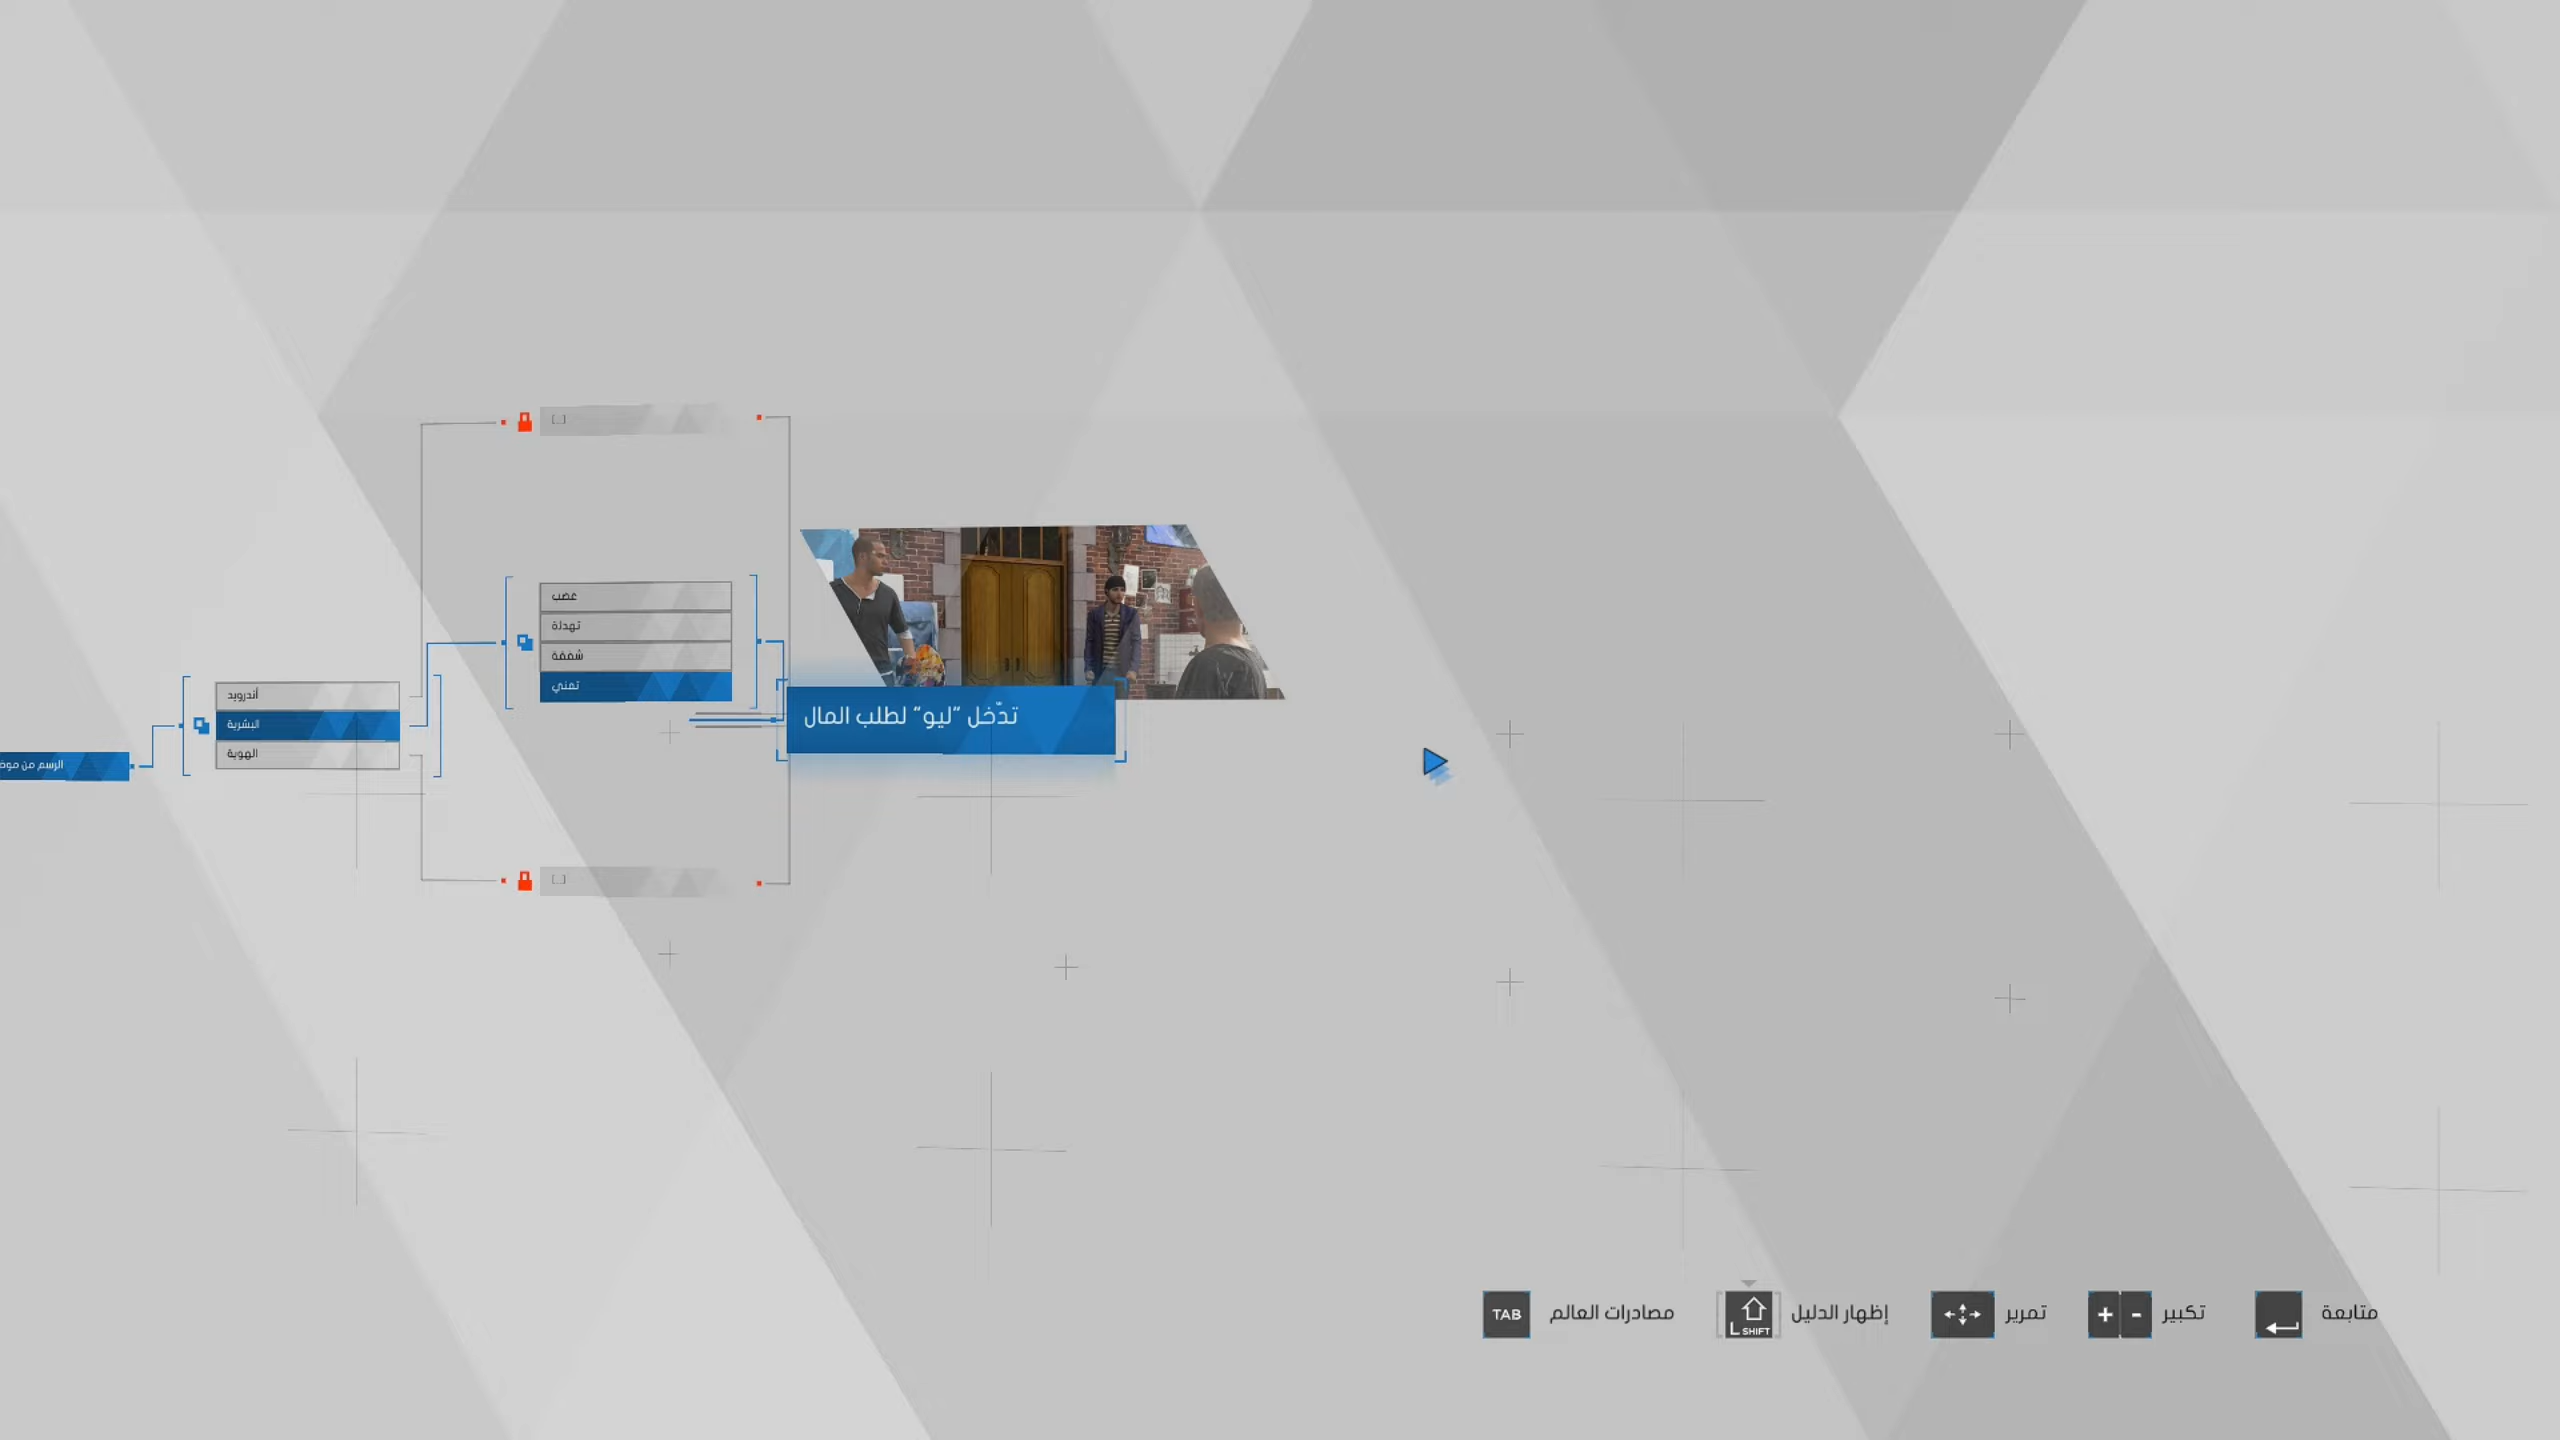 غضب
تهدئة
شفقة
تمني
أندرويد
البشرية
الهوية
الرسم من
تدّخل “ليو” لطلب المال
TAB مصادرات العالم
L SHIFT إظهار الدليل
تمرير
+ - تكبير
متابعة